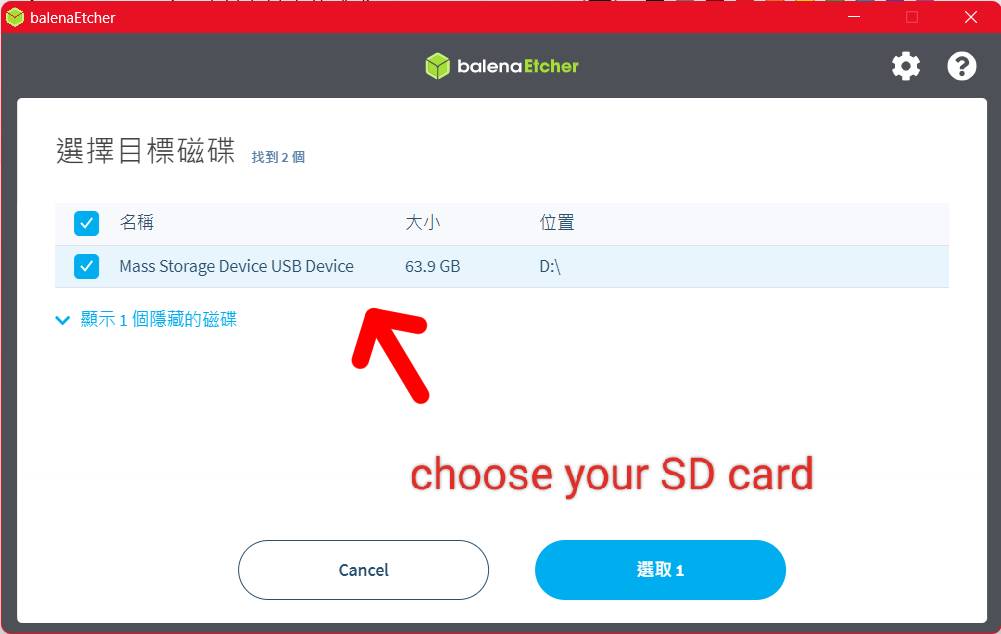 balenaEtcher
balenaEtcher
選擇目標磁碟 找到 2 個
名稱 大小 位置
Mass Storage Device USB Device 63.9 GB D:\
顯示 1 個隱藏的磁碟
choose your SD card
Cancel 選取 1